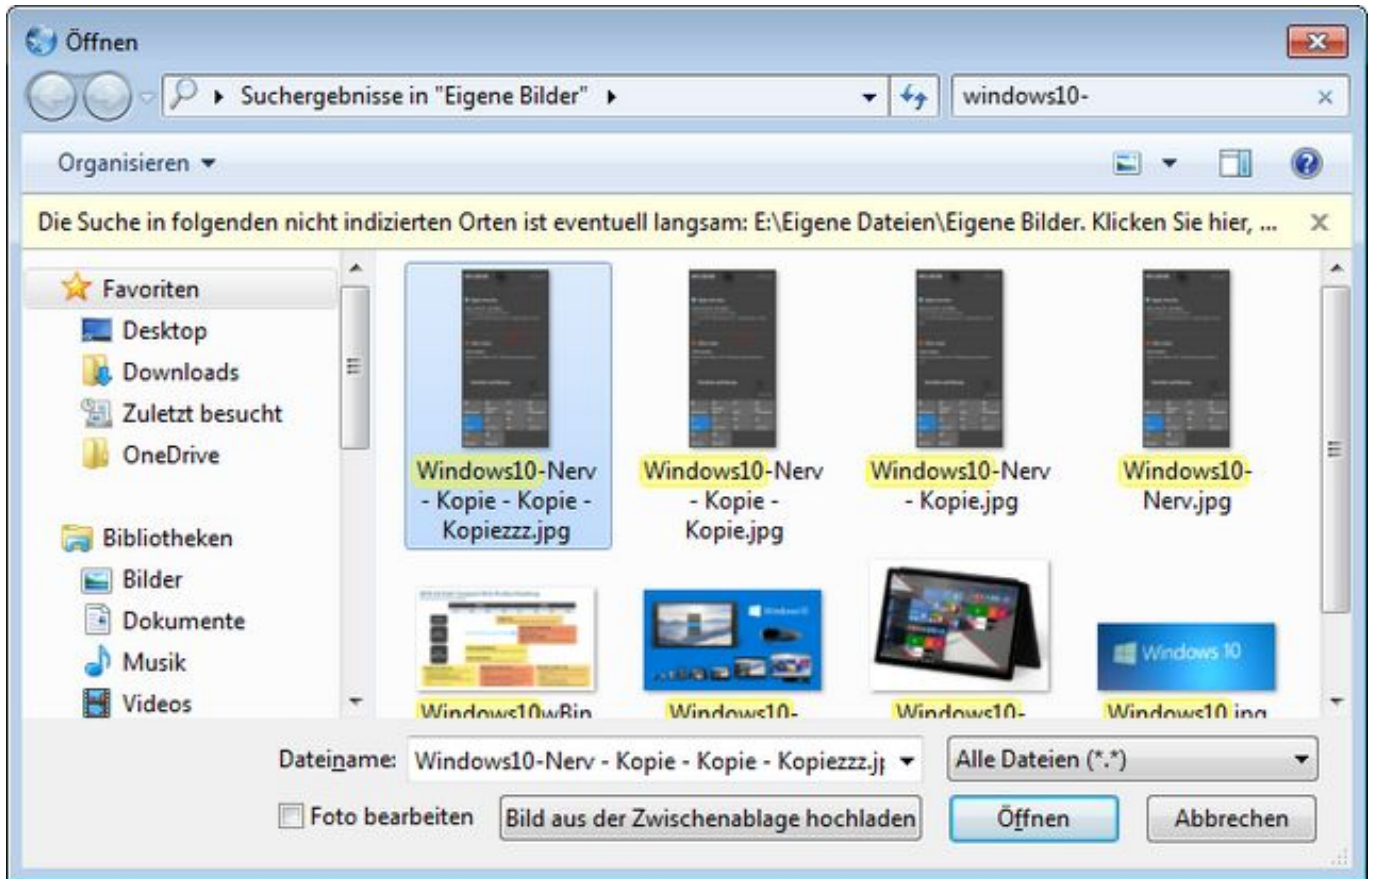 Öffnen
Suchergebnisse in "Eigene Bilder"
windows10-
Organisieren
Die Suche in folgenden nicht indizierten Orten ist eventuell langsam: E:\Eigene Dateien\Eigene Bilder. Klicken Sie hier, ...
Favoriten
Desktop
Downloads
Zuletzt besucht
OneDrive
Bibliotheken
Bilder
Dokumente
Musik
Videos
Windows10-Nerv
- Kopie - Kopie -
Kopiezzz.jpg
Windows10-Nerv
- Kopie -
Kopie.jpg
Windows10-Nerv
- Kopie.jpg
Windows10-
Nerv.jpg
Windows 10
Windows 10
Windows10wBin
Windows10-
Windows10-
Windows10.jpg
Dateiname:
Windows10-Nerv - Kopie - Kopie - Kopiezzz.j
Alle Dateien (*.*)
Foto bearbeiten
Bild aus der Zwischenablage hochladen
Öffnen
Abbrechen